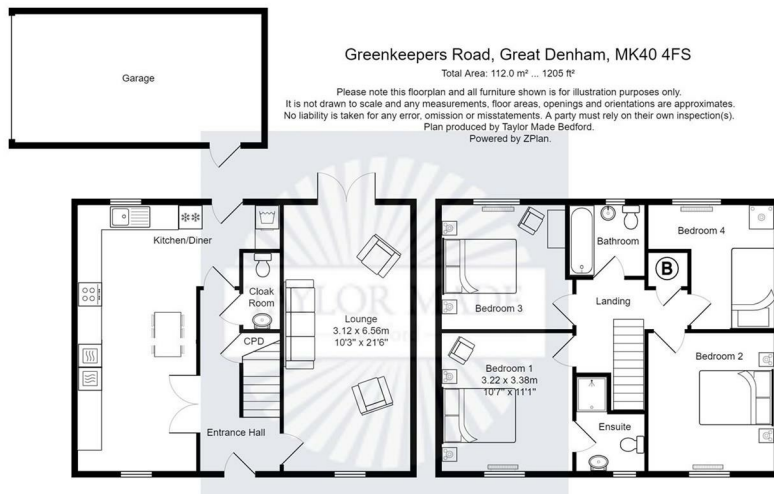 Garage
Greenkeepers Road, Great Denham, MK40 4FS
Total Area: 112.0 m² ... 1205 ft²
Please note this floorplan and all furniture shown is for illustration purposes only.
It is not drawn to scale and any measurements, floor areas, openings and orientations are approximates.
No liability is taken for any error, omission or misstatements. A party must rely on their own inspection(s).
Plan produced by Taylor Made Bedford.
Powered by ZPlan.
Kitchen/Diner
Cloak
Room
CPD
Lounge
3.12 x 6.56m
10'3" x 21'6"
Entrance Hall
Bedroom 3
Bathroom
Bedroom 4
B
Landing
Bedroom 1
3.22 x 3.38m
10'7" x 11'1"
Bedroom 2
Ensuite
TAYLOR MADE